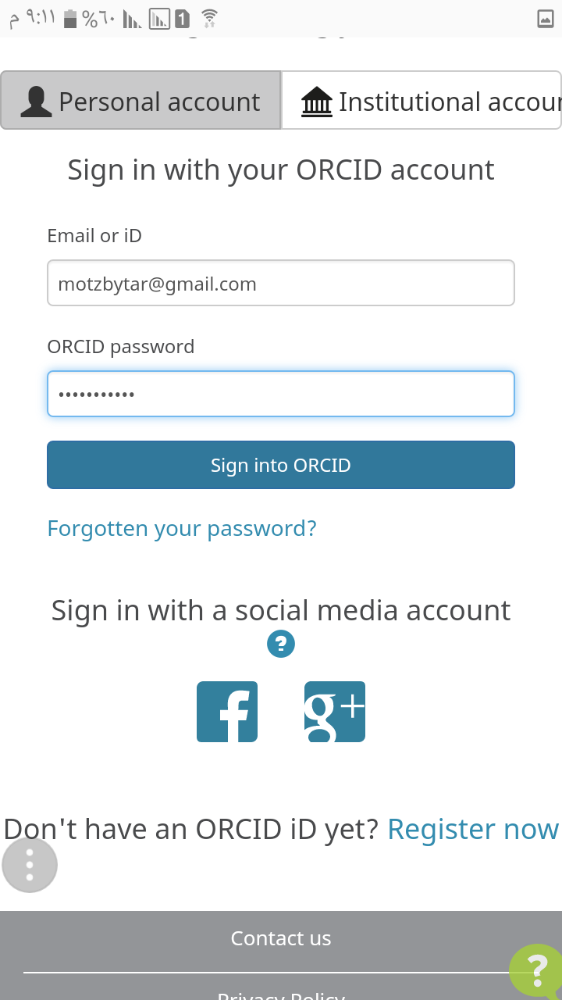 م ٩:١١ %٦٠ 1
Personal account
Institutional accour
Sign in with your ORCID account
Email or iD
motzbytar@gmail.com
ORCID password
•••••••••••
Sign into ORCID
Forgotten your password?
Sign in with a social media account
?
f g+
Don't have an ORCID iD yet? Register now
Contact us
?
Privacy Policy